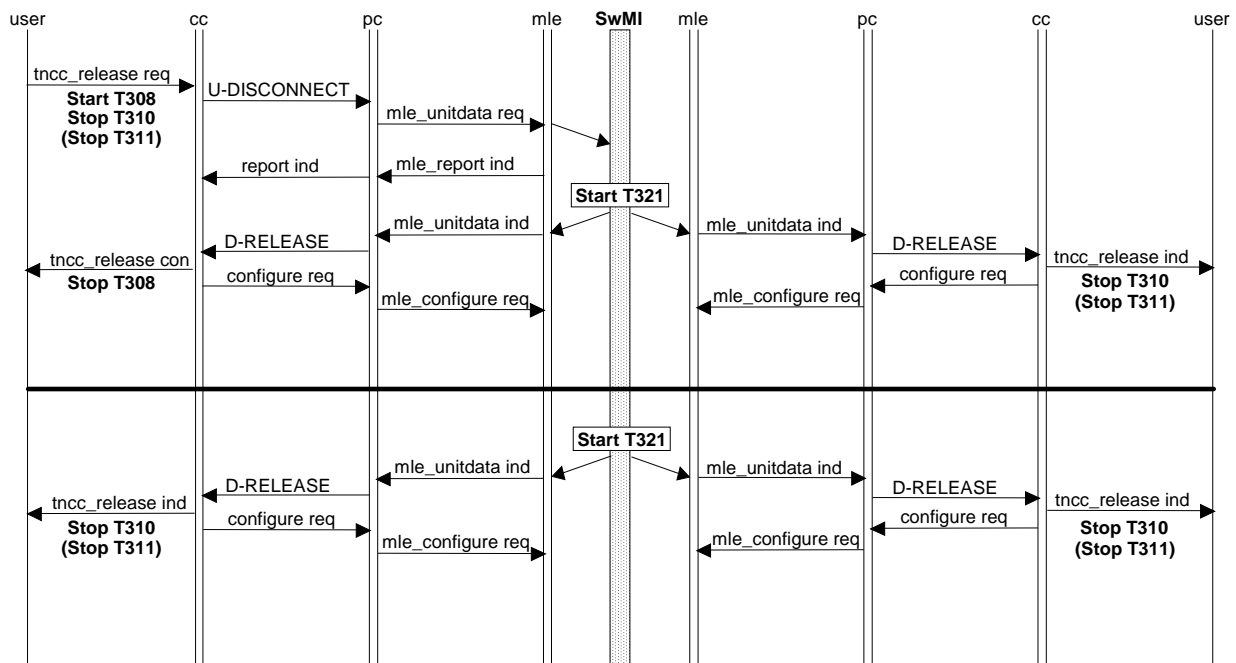 user cc pc mle SwMI mle pc cc user
tncc_release req
Start T308
Stop T310
(Stop T311)
U-DISCONNECT
mle_unitdata req
report ind
mle_report ind
Start T321
mle_unitdata ind
mle_unitdata ind
D-RELEASE
D-RELEASE
tncc_release con
Stop T308
configure req
mle_configure req
mle_configure req
configure req
tncc_release ind
Stop T310
(Stop T311)
Start T321
mle_unitdata ind
mle_unitdata ind
D-RELEASE
D-RELEASE
tncc_release ind
Stop T310
(Stop T311)
configure req
mle_configure req
mle_configure req
configure req
tncc_release ind
Stop T310
(Stop T311)